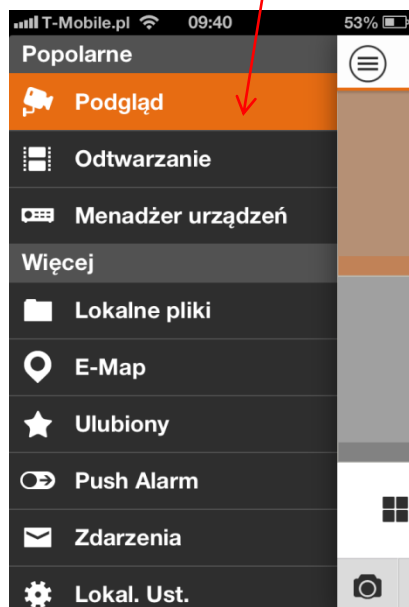 T-Mobile.pl 09:40 53%
Popolarne
Podgląd
Odtwarzanie
Menadżer urządzeń
Więcej
Lokalne pliki
E-Map
Ulubiony
Push Alarm
Zdarzenia
Lokal. Ust.